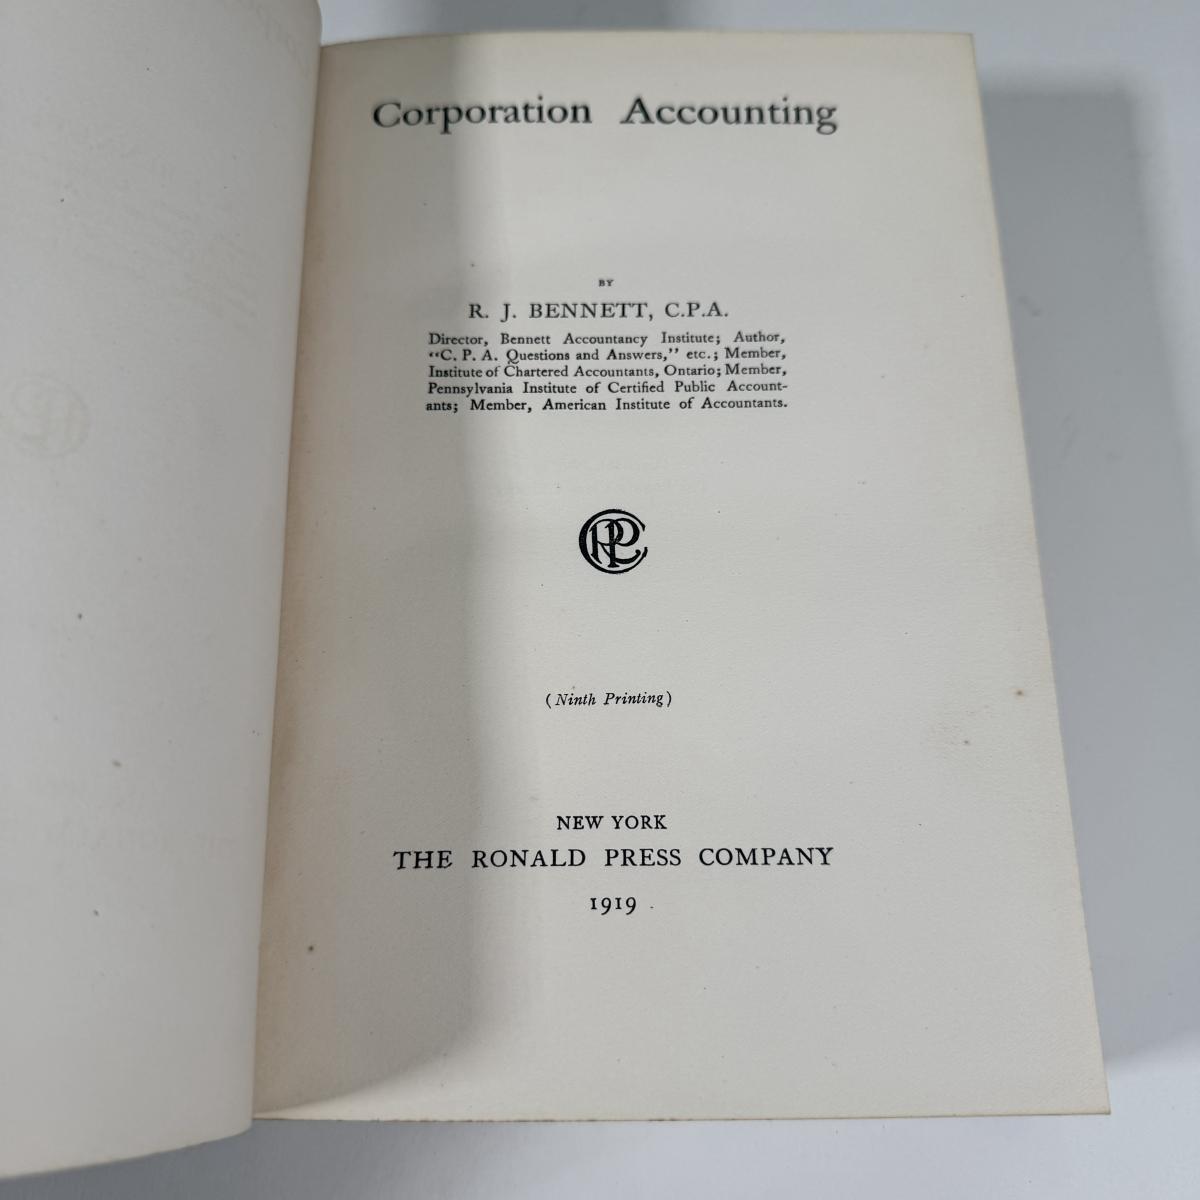 Corporation Accounting
BY
R. J. BENNETT, C.P.A.
Director, Bennett Accountancy Institute; Author,
“C. P. A. Questions and Answers,” etc.; Member,
Institute of Chartered Accountants, Ontario; Member,
Pennsylvania Institute of Certified Public Account-
ants; Member, American Institute of Accountants.
(Ninth Printing)
NEW YORK
THE RONALD PRESS COMPANY
1919